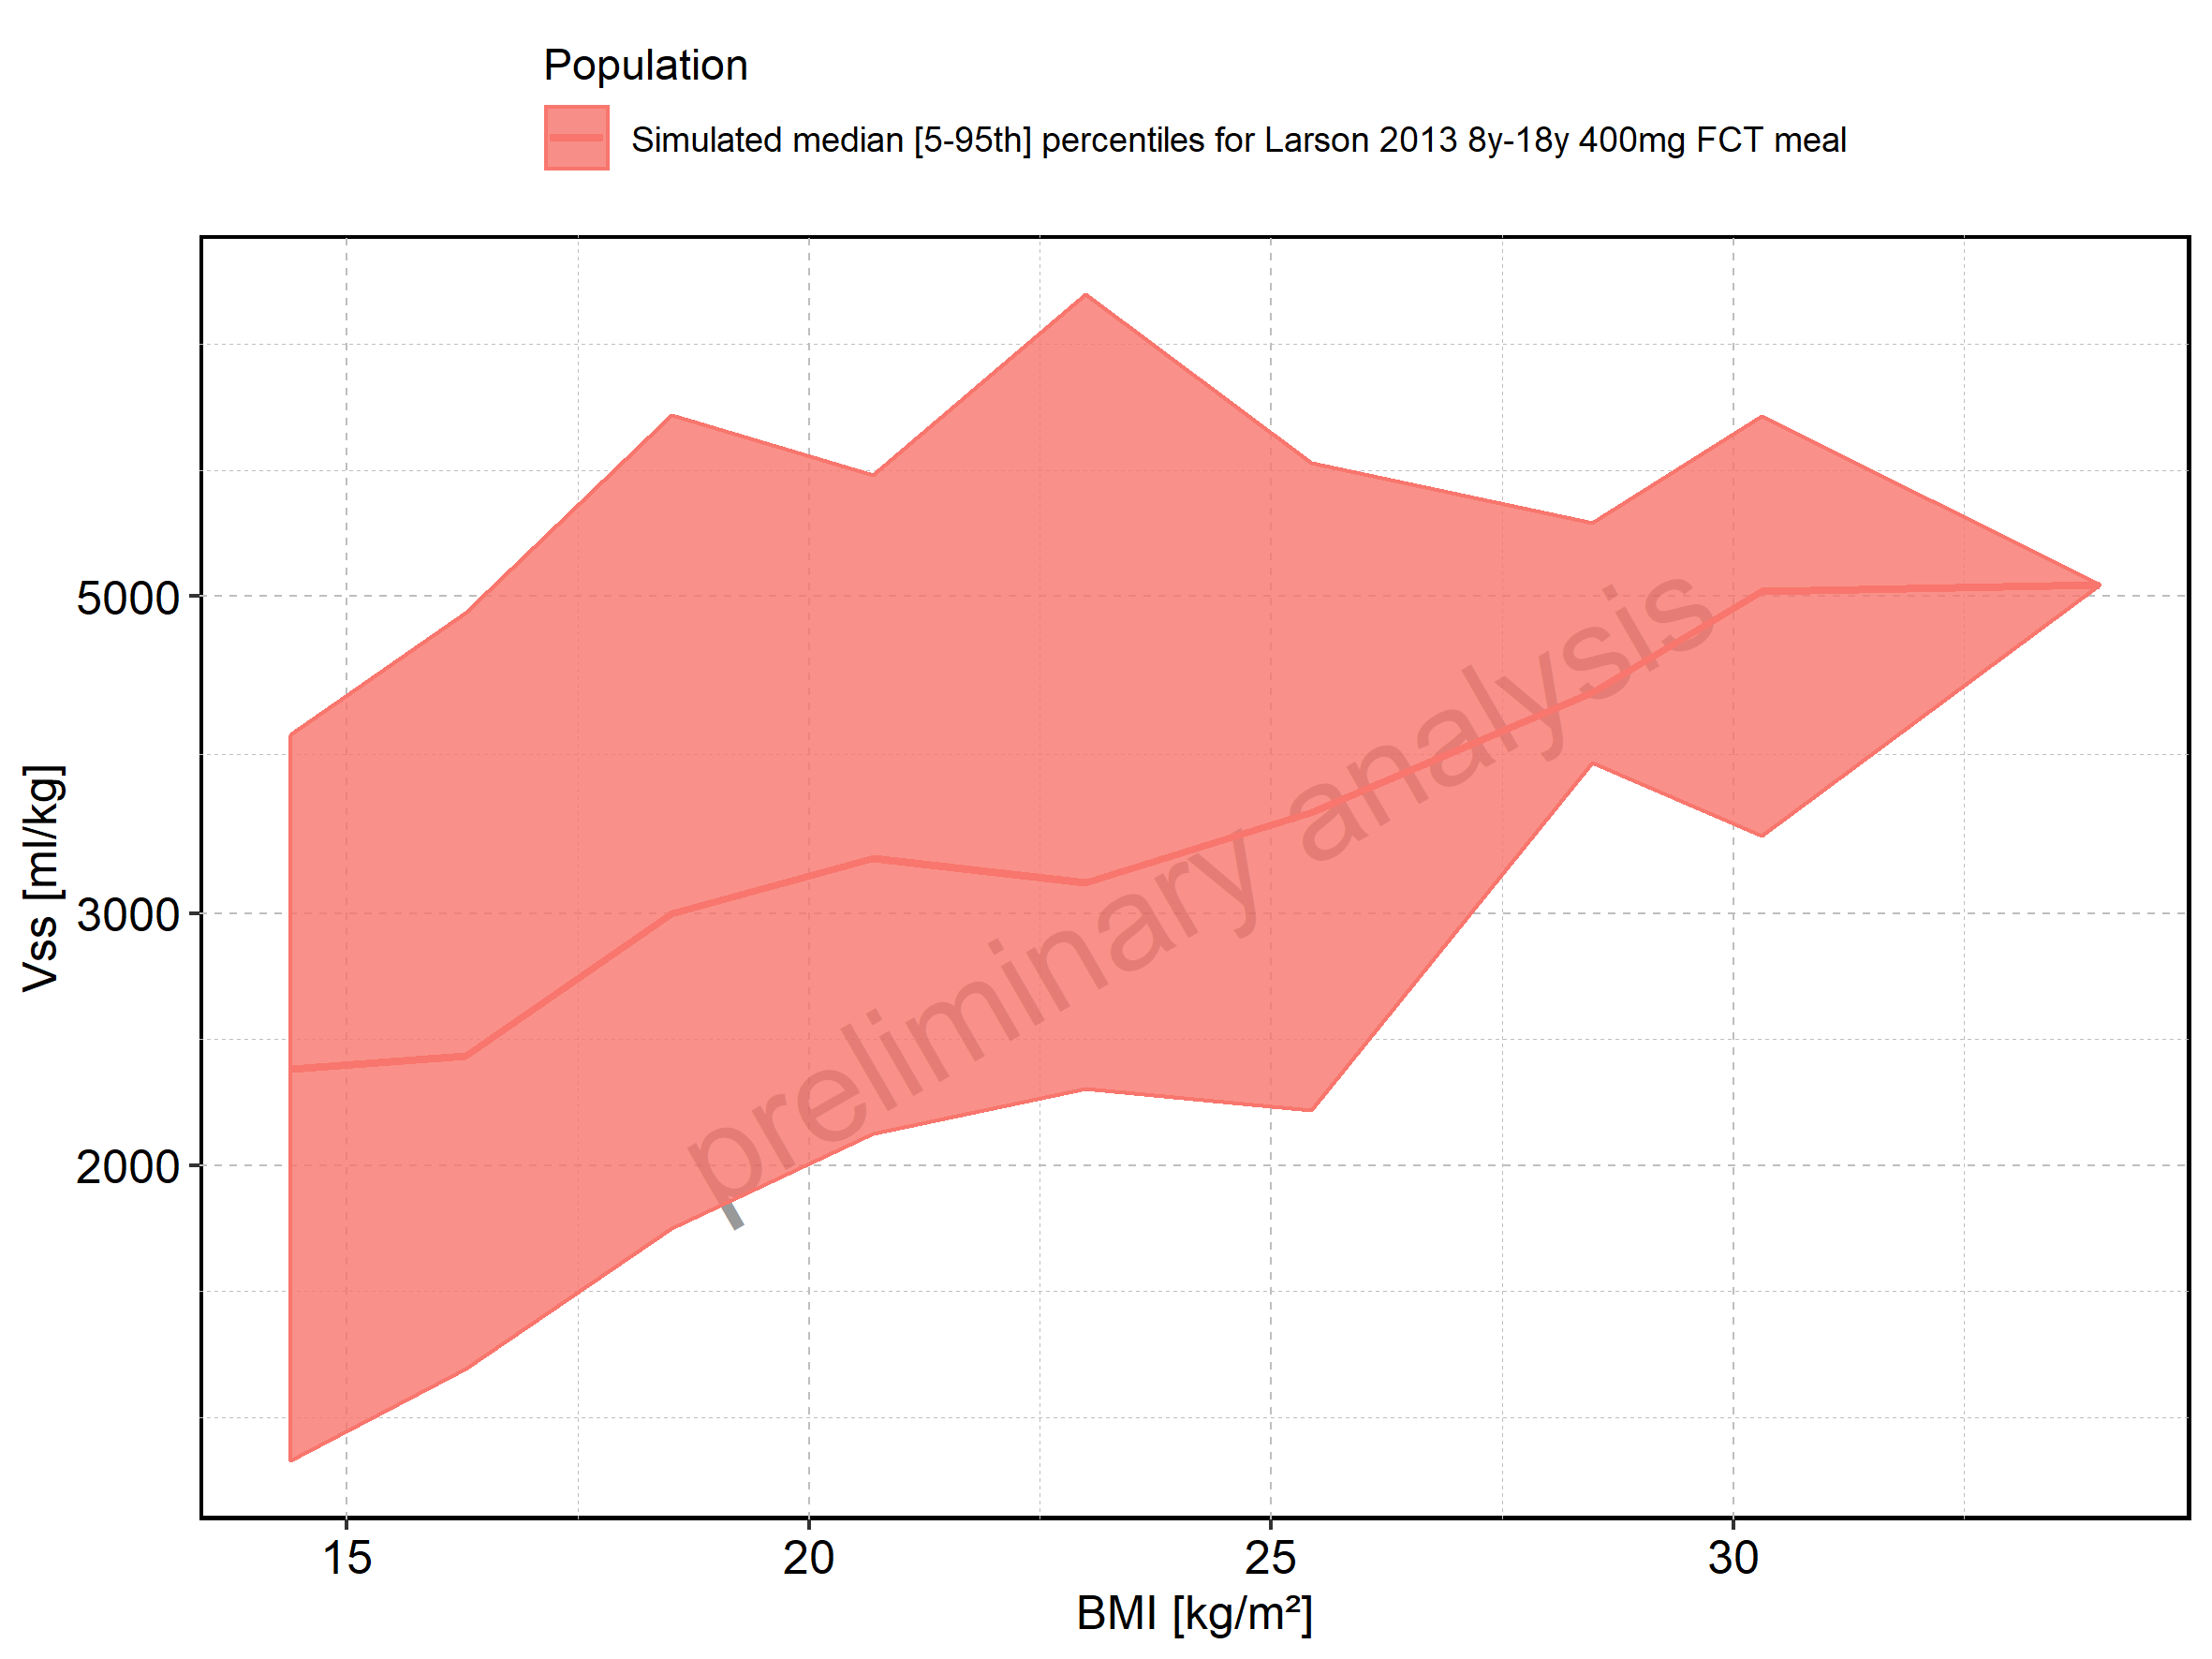 Population
Simulated median [5-95th] percentiles for Larson 2013 8y-18y 400mg FCT meal
5000
3000
2000
Vss [ml/kg]
preliminary analysis
15 20 25 30
BMI [kg/m²]